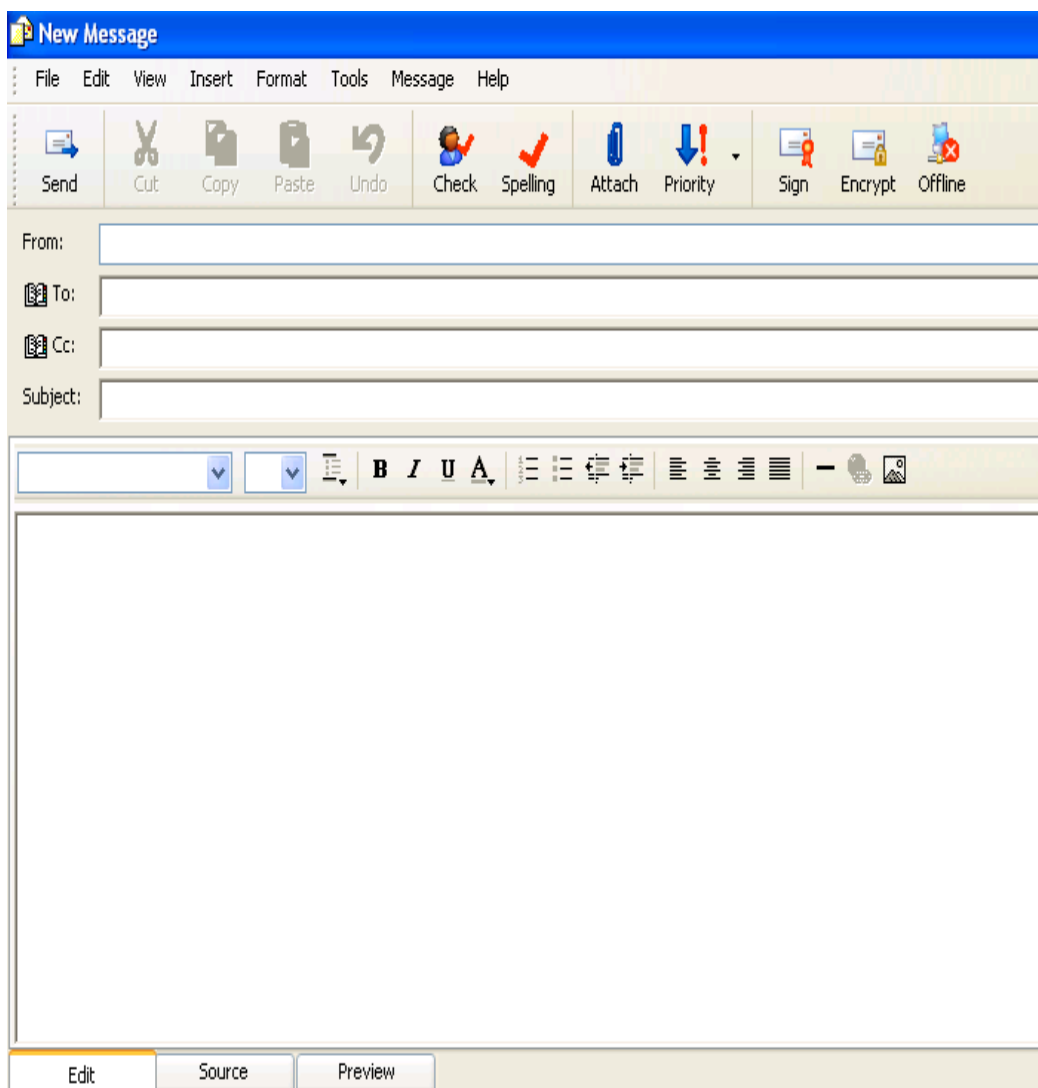 New Message
File Edit View Insert Format Tools Message Help
Send Cut Copy Paste Undo Check Spelling Attach Priority Sign Encrypt Offline
From:
To:
Cc:
Subject:
B I U A
Edit Source Preview